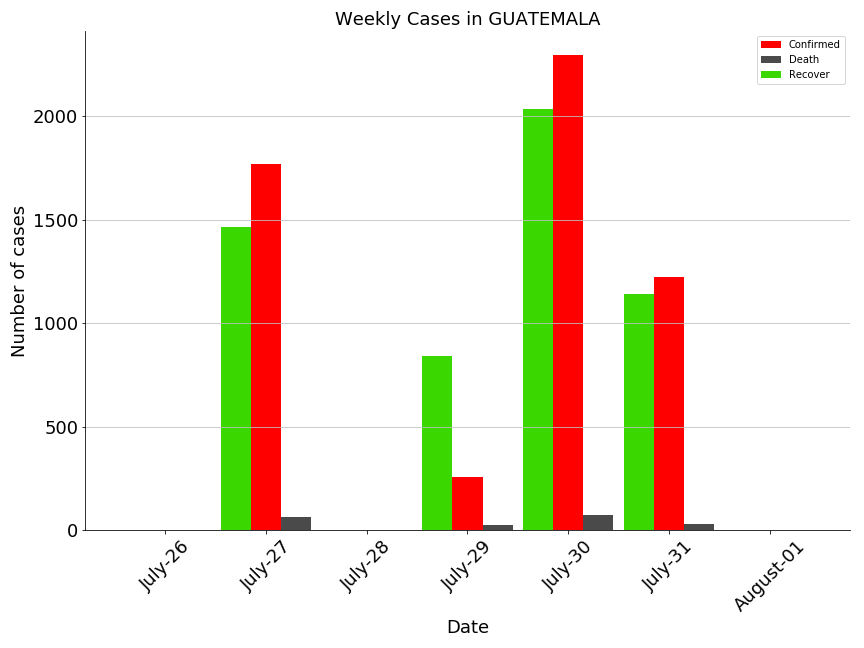 Weekly Cases in GUATEMALA
Confirmed
Death
Recover
Number of cases
2000
1500
1000
500
0
July-26
July-27
July-28
July-29
July-30
July-31
August-01
Date